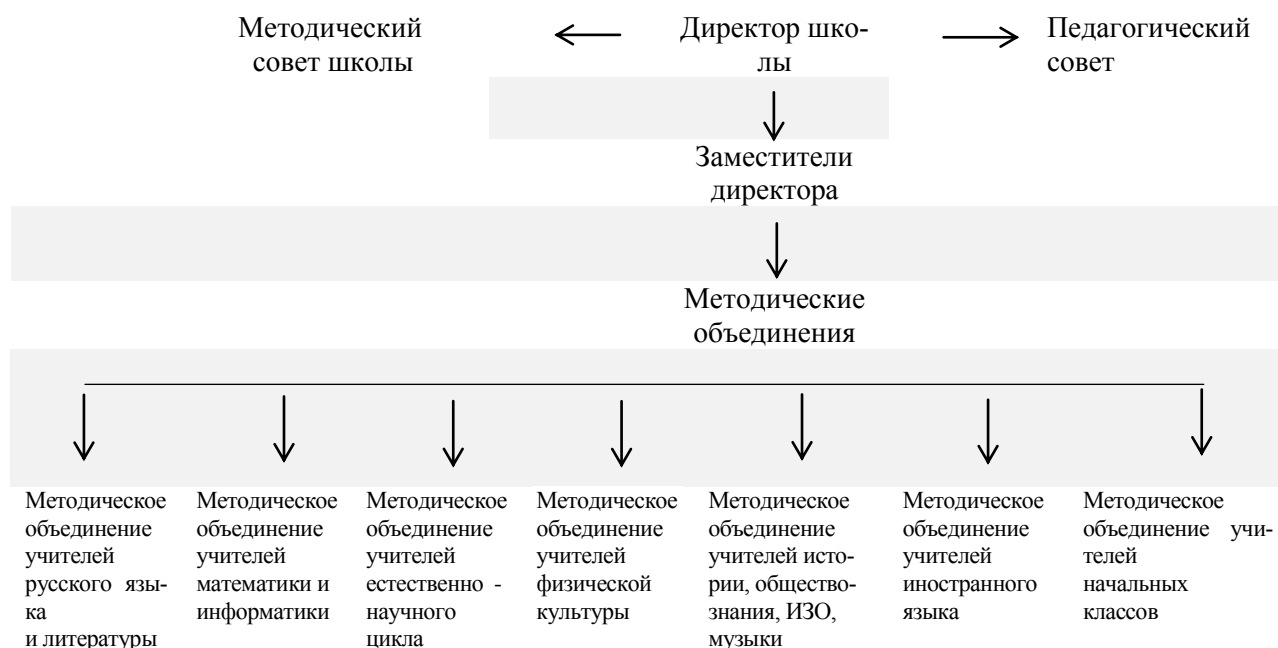 Методический
совет школы
Директор шко-
лы
Педагогический
совет
Заместители
директора
Методические
объединения
Методическое
объединение
учителей
русского язы-
ка
и литературы
Методическое
объединение
учителей
математики и
информатики
Методическое
объединение
учителей
естественно -
научного
цикла
Методическое
объединение
учителей
физической
культуры
Методическое
объединение
учителей исто-
рии, общество-
знания, ИЗО,
музыки
Методическое
объединение
учителей
иностранного
языка
Методическое
объединение учи-
телей
начальных
классов